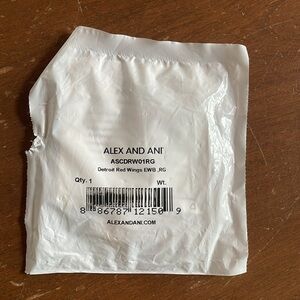 ALEX AND ANI
ASCDRW01RG
Detroit Red Wings EWB ,RG
Qty. 1 Wt.
8 86787 12150 9
ALEXANDANI.COM